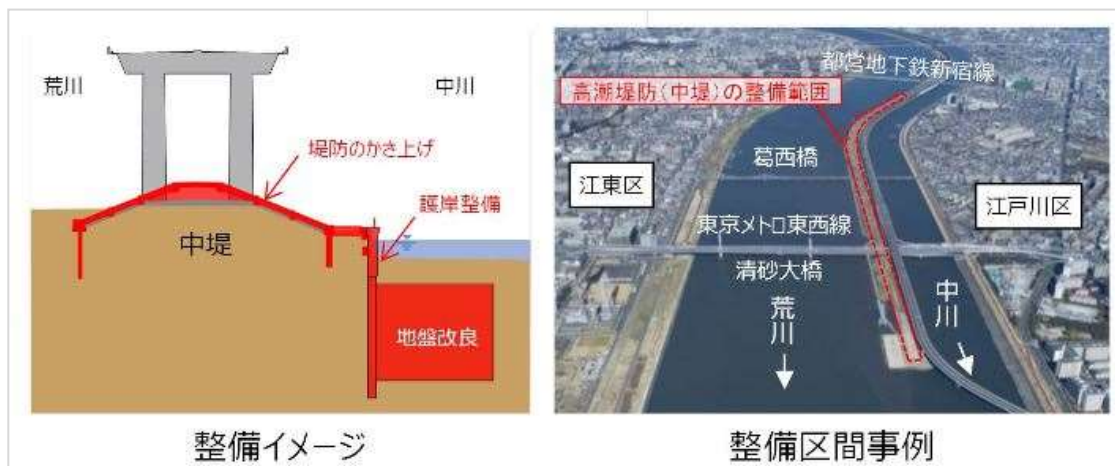 荒川
中川
堤防のかさ上げ
護岸整備
中堤
地盤改良
整備イメージ
都営地下鉄新宿線
高潮堤防(中堤)の整備範囲
葛西橋
江東区
江戸川区
東京メトロ東西線
清砂大橋
荒川
中川
整備区間事例